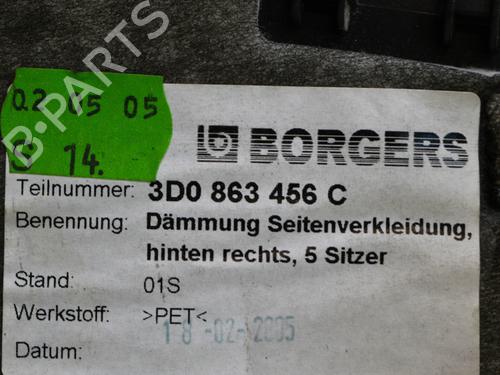 02 05 05
14.
B-PARTS
BORGERS
Teilnummer: 3D0 863 456 C
Benennung: Dämmung Seitenverkleidung,
hinten rechts, 5 Sitzer
Stand: 01S
Werkstoff: >PET<
Datum: 18-02-2005